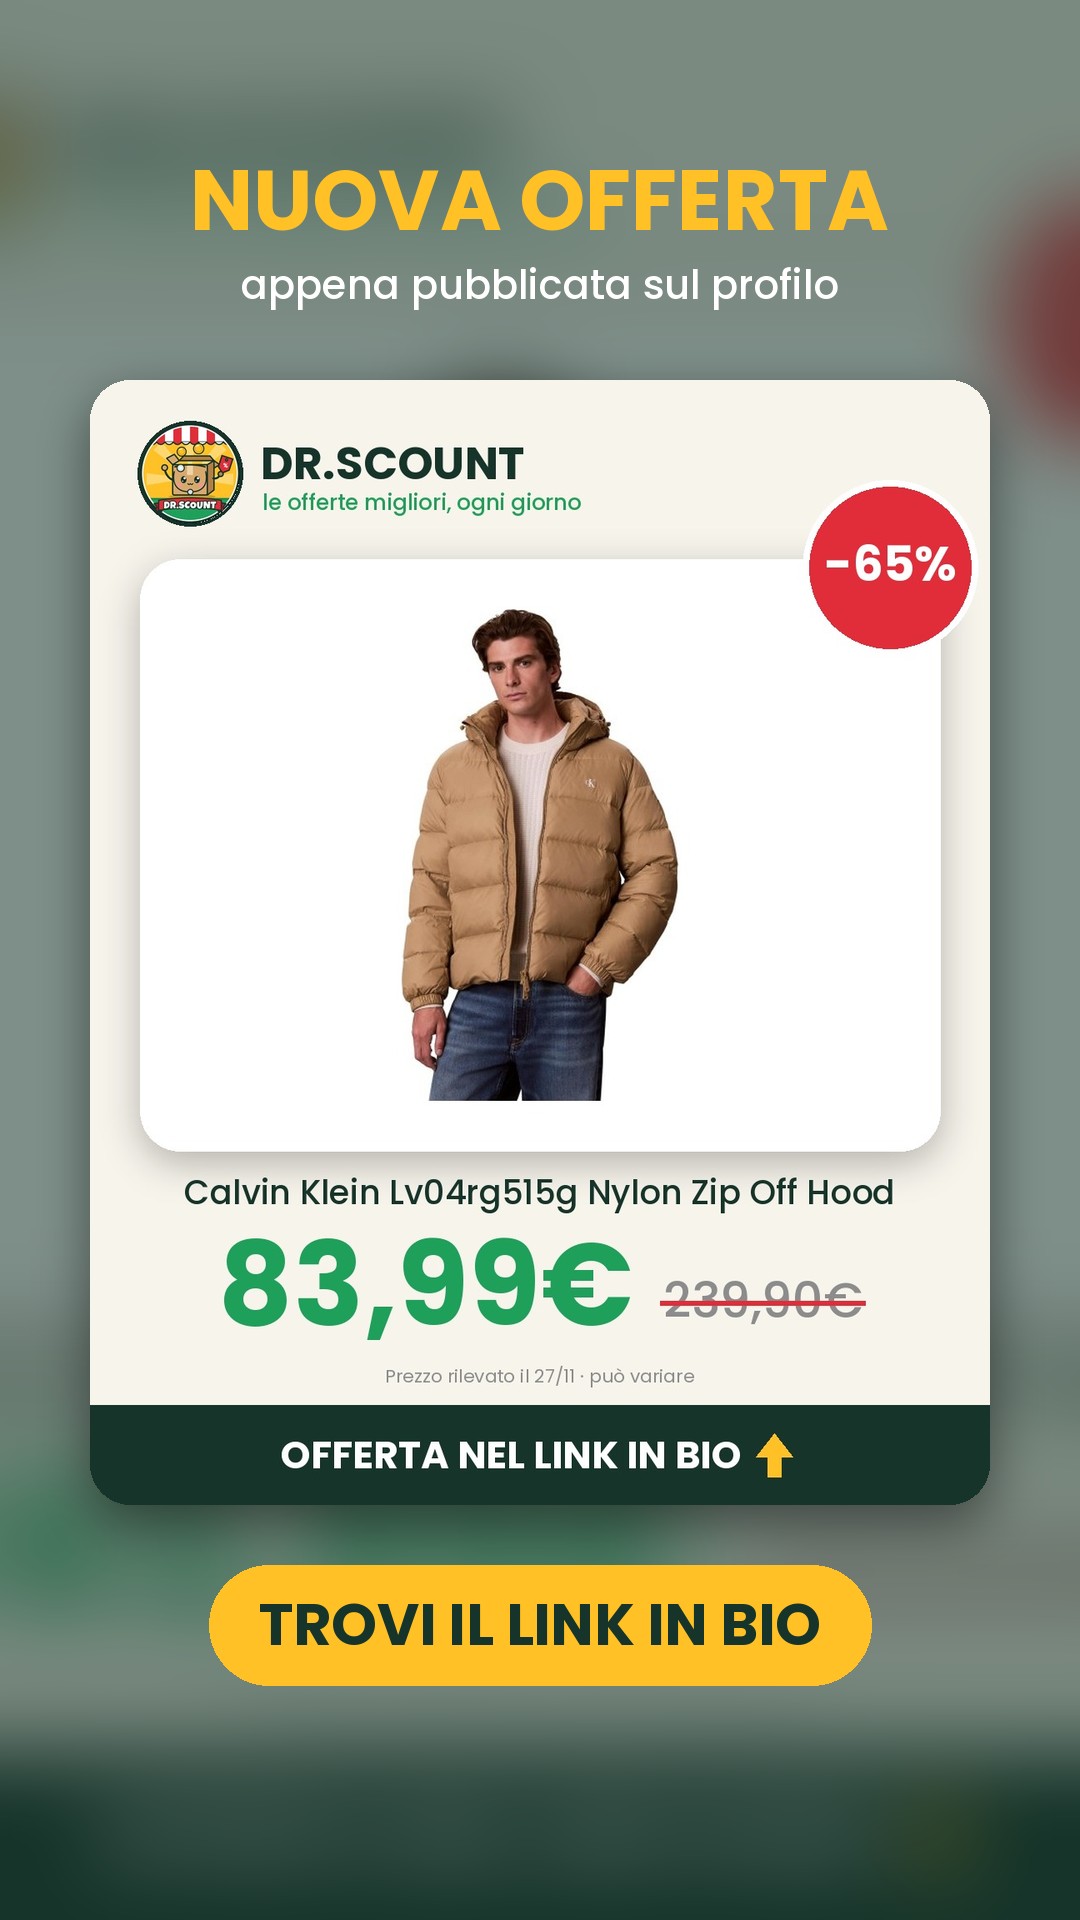 NUOVA OFFERTA
appena pubblicata sul profilo
DR.SCOUNT
DR.SCOUNT
le offerte migliori, ogni giorno
-65%
Calvin Klein Lv04rg515g Nylon Zip Off Hood
83,99€ 239,90€
Prezzo rilevato il 27/11 · può variare
OFFERTA NEL LINK IN BIO
TROVI IL LINK IN BIO